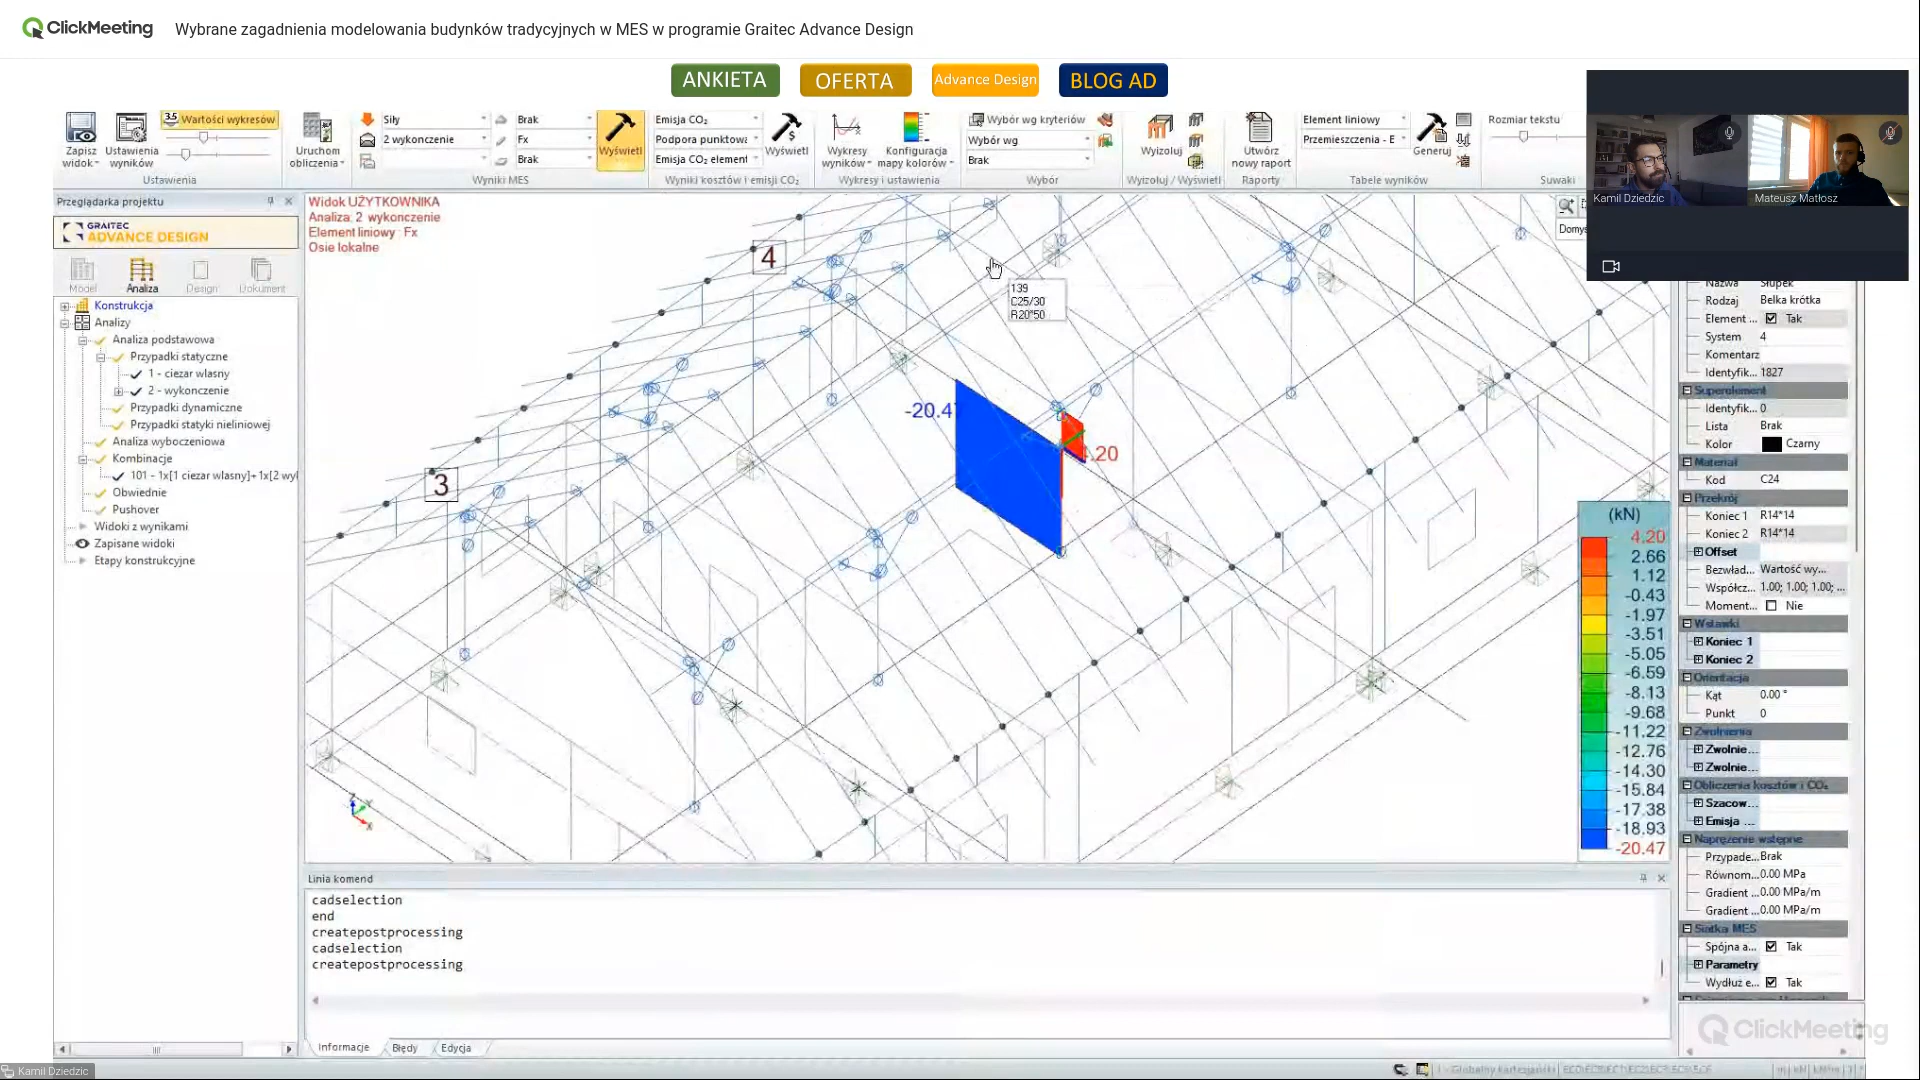 ClickMeeting
Wybrane zagadnienia modelowania budynków tradycyjnych w MES w programie Graitec Advance Design
ANKIETA
OFERTA
Advance Design
BLOG AD
Zapisz widok
Ustawienia wyników
3.5 Wartości wykresów
Ustawienia
Uruchom obliczenia
Siły
2 wykonczenie
Brak
Fx
Brak
Wyświetl
Wyniki MES
Emisja CO₂
Podpora punktowa
Emisja CO₂ element
Wyświetl
Wyniki kosztów i emisji CO₂
Wykresy wyników
Konfiguracja mapy kolorów
Wykresy i ustawienia
Wybór wg kryteriów
Wybór wg
Brak
Wybór
Wizualizuj
Utwórz nowy raport
Raporty
Element liniowy
Przemieszczenia - E
Generuj
Tabele wyników
Rozmiar tekstu
Suwaki
Kamil Dziedzic
Mateusz Matłosz
Przeglądarka projektu
GRAITEC
ADVANCE DESIGN
Model
Analiza
Design
Dokument
Konstrukcja
Analizy
Analiza podstawowa
Przypadki statyczne
1 - ciezar wlasny
2 - wykonczenie
Przypadki dynamiczne
Przypadki statyki nieliniowej
Analiza wyboczeniowa
Kombinacje
101 - 1x[1 ciezar wlasny]+1x[2 wyl
Obwiednie
Pushover
Widoki z wynikami
Zapisane widoki
Etapy konstrukcyjne
Widok UŻYTKOWNIKA
Analiza: 2 wykonczenie
Element liniowy : Fx
Osie lokalne
4
3
139
C25/30
R20*50
-20.47
4.20
Domyś
(kN)
4.20
2.66
1.12
-0.43
-1.97
-3.51
-5.05
-6.59
-8.13
-9.68
-11.22
-12.76
-14.30
-15.84
-17.38
-18.93
-20.47
Nazwa Słupek
Rodzaj Belka krótka
Element ... Tak
System 4
Komentarz
Identyfik... 1827
Superelement
Identyfik... 0
Lista Brak
Kolor Czarny
Materiał
Kod C24
Przekrój
Koniec 1 R14*14
Koniec 2 R14*14
Offset
Bezwład... Wartość wy...
Współcz... 1.00; 1.00; 1.00; ...
Moment... Nie
Wstawki
Koniec 1
Koniec 2
Orientacja
Kąt 0.00 °
Punkt 0
Zwolnienia
Zwolnie...
Zwolnie...
Obliczenia kosztów i CO₂
Szacow...
Emisja ...
Naprężenie wstępne
Przypade... Brak
Równom... 0.00 MPa
Gradient ... 0.00 MPa/m
Gradient ... 0.00 MPa/m
Siatka MES
Spójna a... Tak
Parametry
Wydłuż e... Tak
Linia komend
cadselection
end
createpostprocessing
cadselection
createpostprocessing
Informacje
Błędy
Edycja
ClickMeeting
Kamil Dziedzic